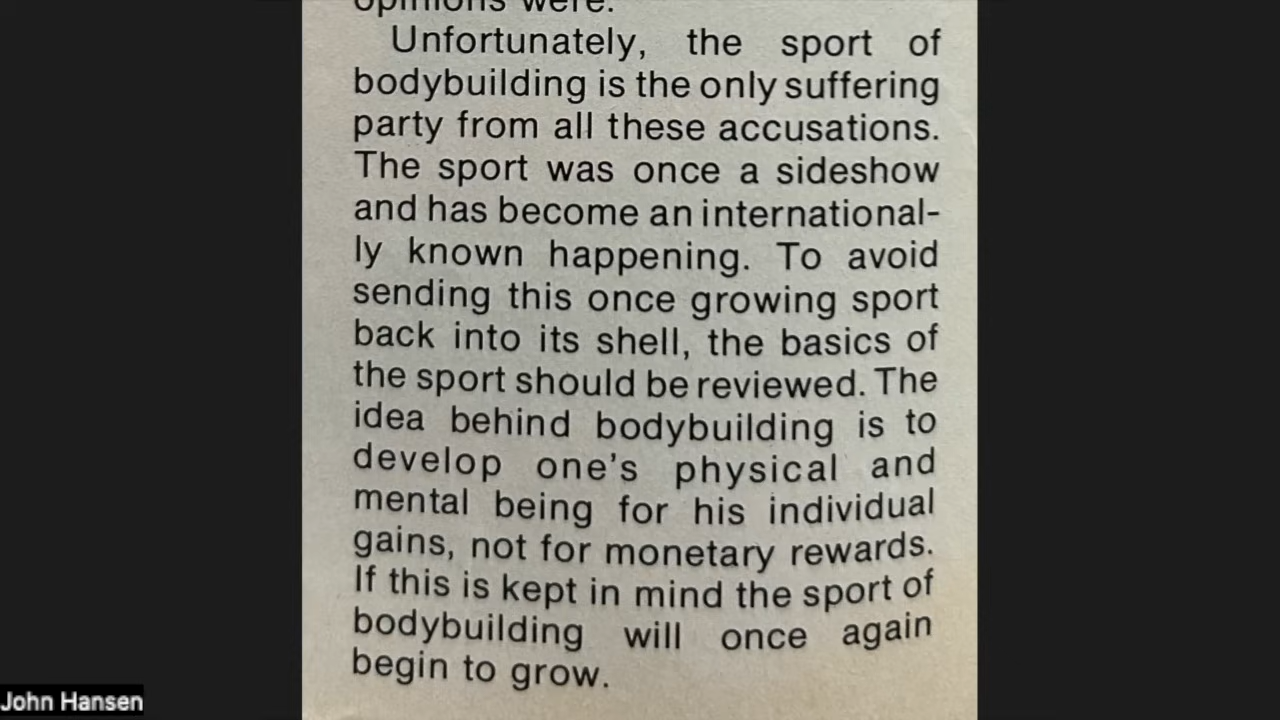 opinions were.
Unfortunately, the sport of
bodybuilding is the only suffering
party from all these accusations.
The sport was once a sideshow
and has become an international-
ly known happening. To avoid
sending this once growing sport
back into its shell, the basics of
the sport should be reviewed. The
idea behind bodybuilding is to
develop one's physical and
mental being for his individual
gains, not for monetary rewards.
If this is kept in mind the sport of
bodybuilding will once again
begin to grow.
John Hansen